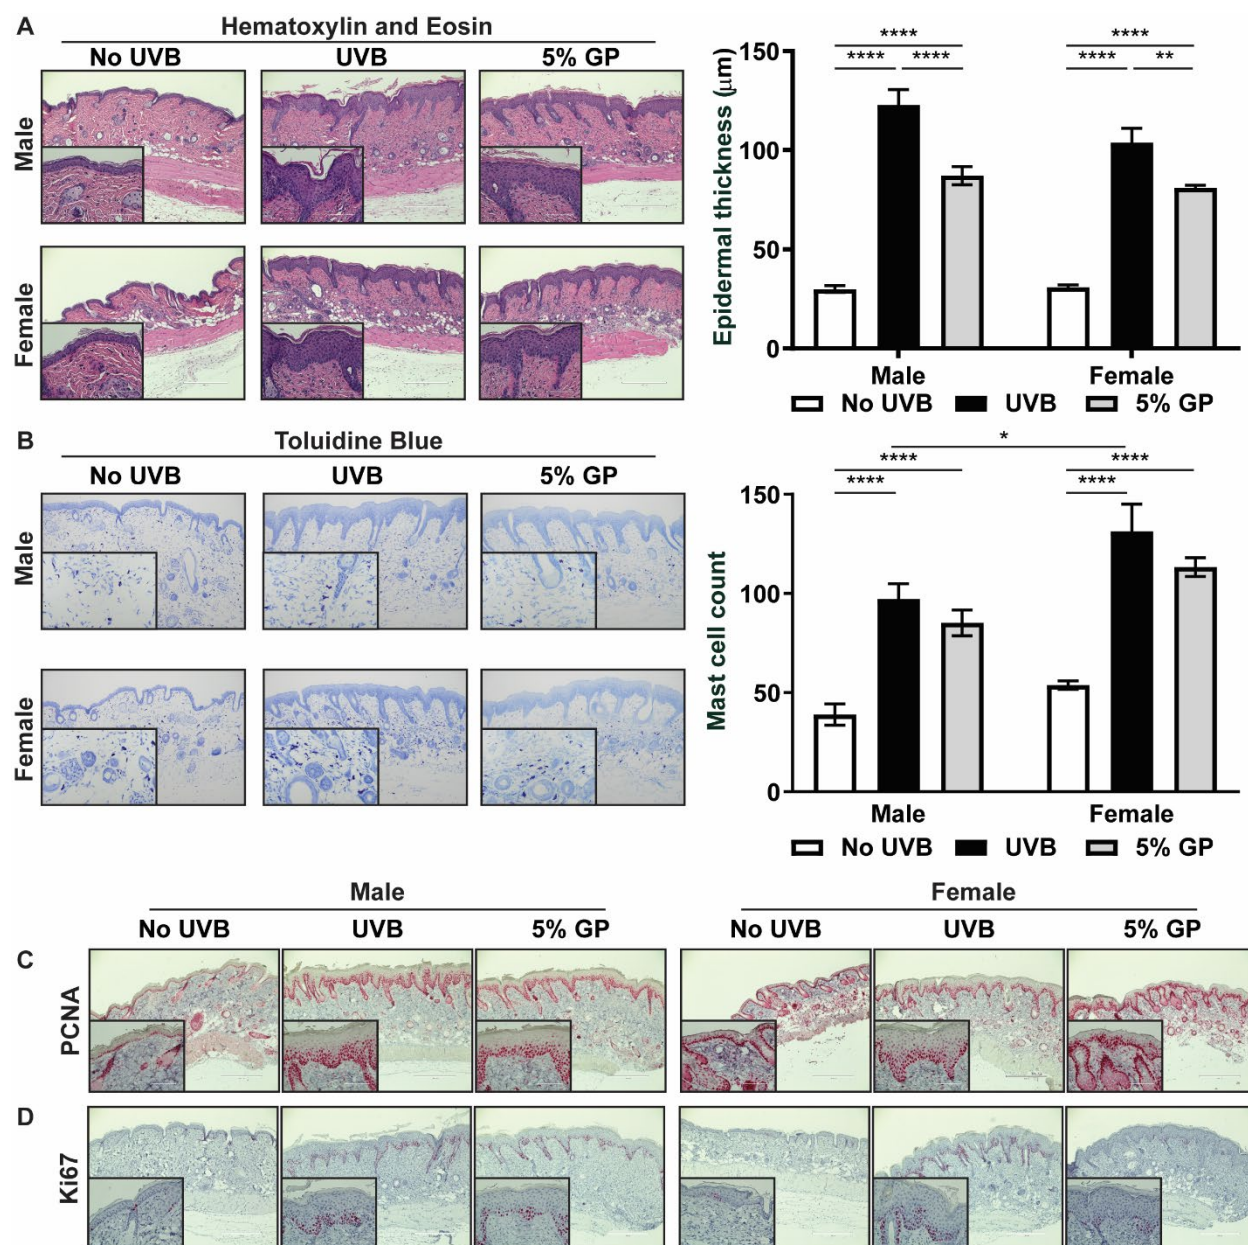 A
Hematoxylin and Eosin
No UVB UVB 5% GP
Male
Female
Epidermal thickness (μm)
150
100
50
0
**** ****
**** **** **** **
Male Female
No UVB UVB 5% GP
B
Toluidine Blue
No UVB UVB 5% GP
Male
Female
Mast cell count
150
100
50
0
*
**** ****
**** ****
Male Female
No UVB UVB 5% GP
Male Female
No UVB UVB 5% GP No UVB UVB 5% GP
C
PCNA
D
Ki67